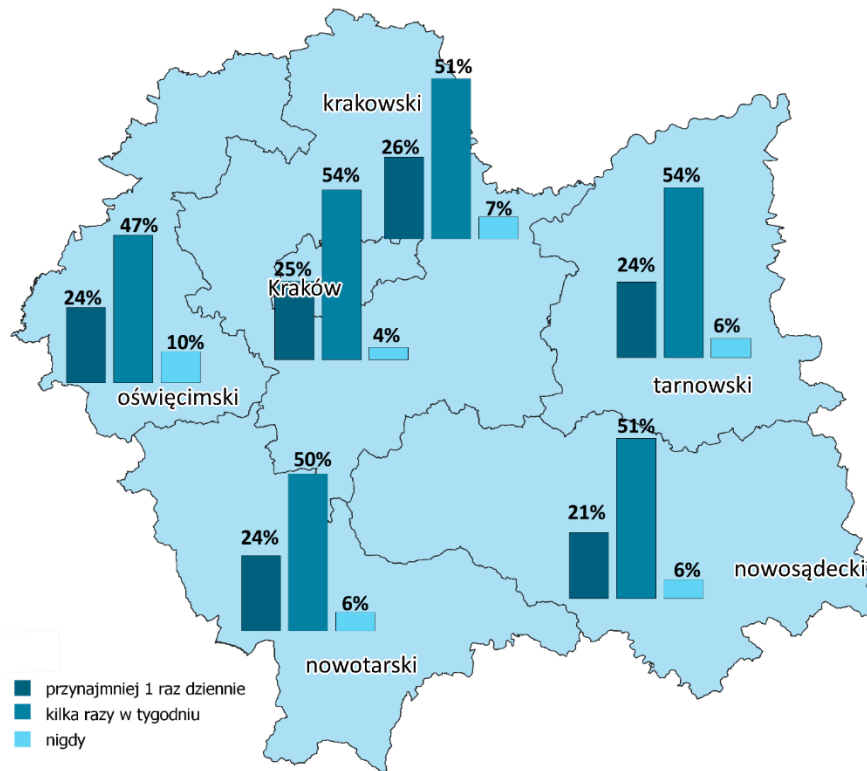 51%
krakowski
26%
7%
54%
25%
Kraków
4%
47%
24%
10%
oświęcimski
54%
24%
6%
tarnowski
50%
24%
6%
nowotarski
51%
21%
6%
nowosądecki
przynajmniej 1 raz dziennie
kilka razy w tygodniu
nigdy